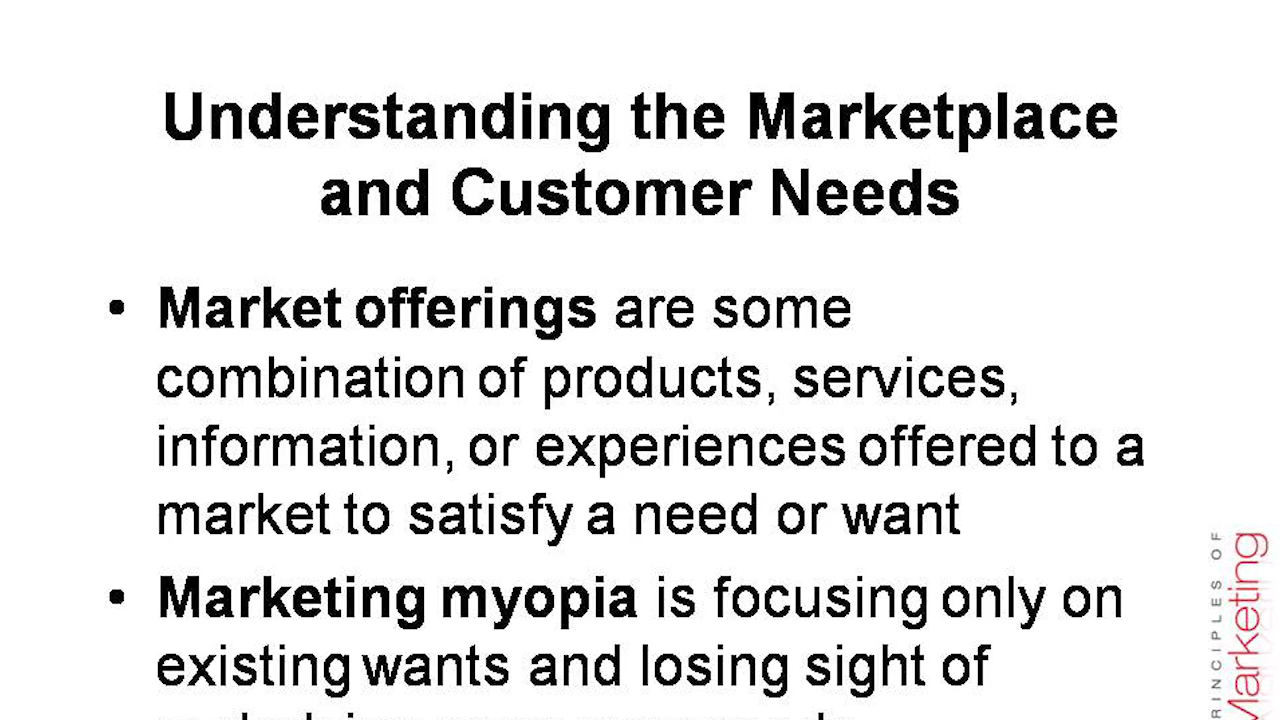 Understanding the Marketplace
and Customer Needs
• Market offerings are some
combination of products, services,
information, or experiences offered to a
market to satisfy a need or want
• Marketing myopia is focusing only on
existing wants and losing sight of
RINCIPLES OF
Marketing